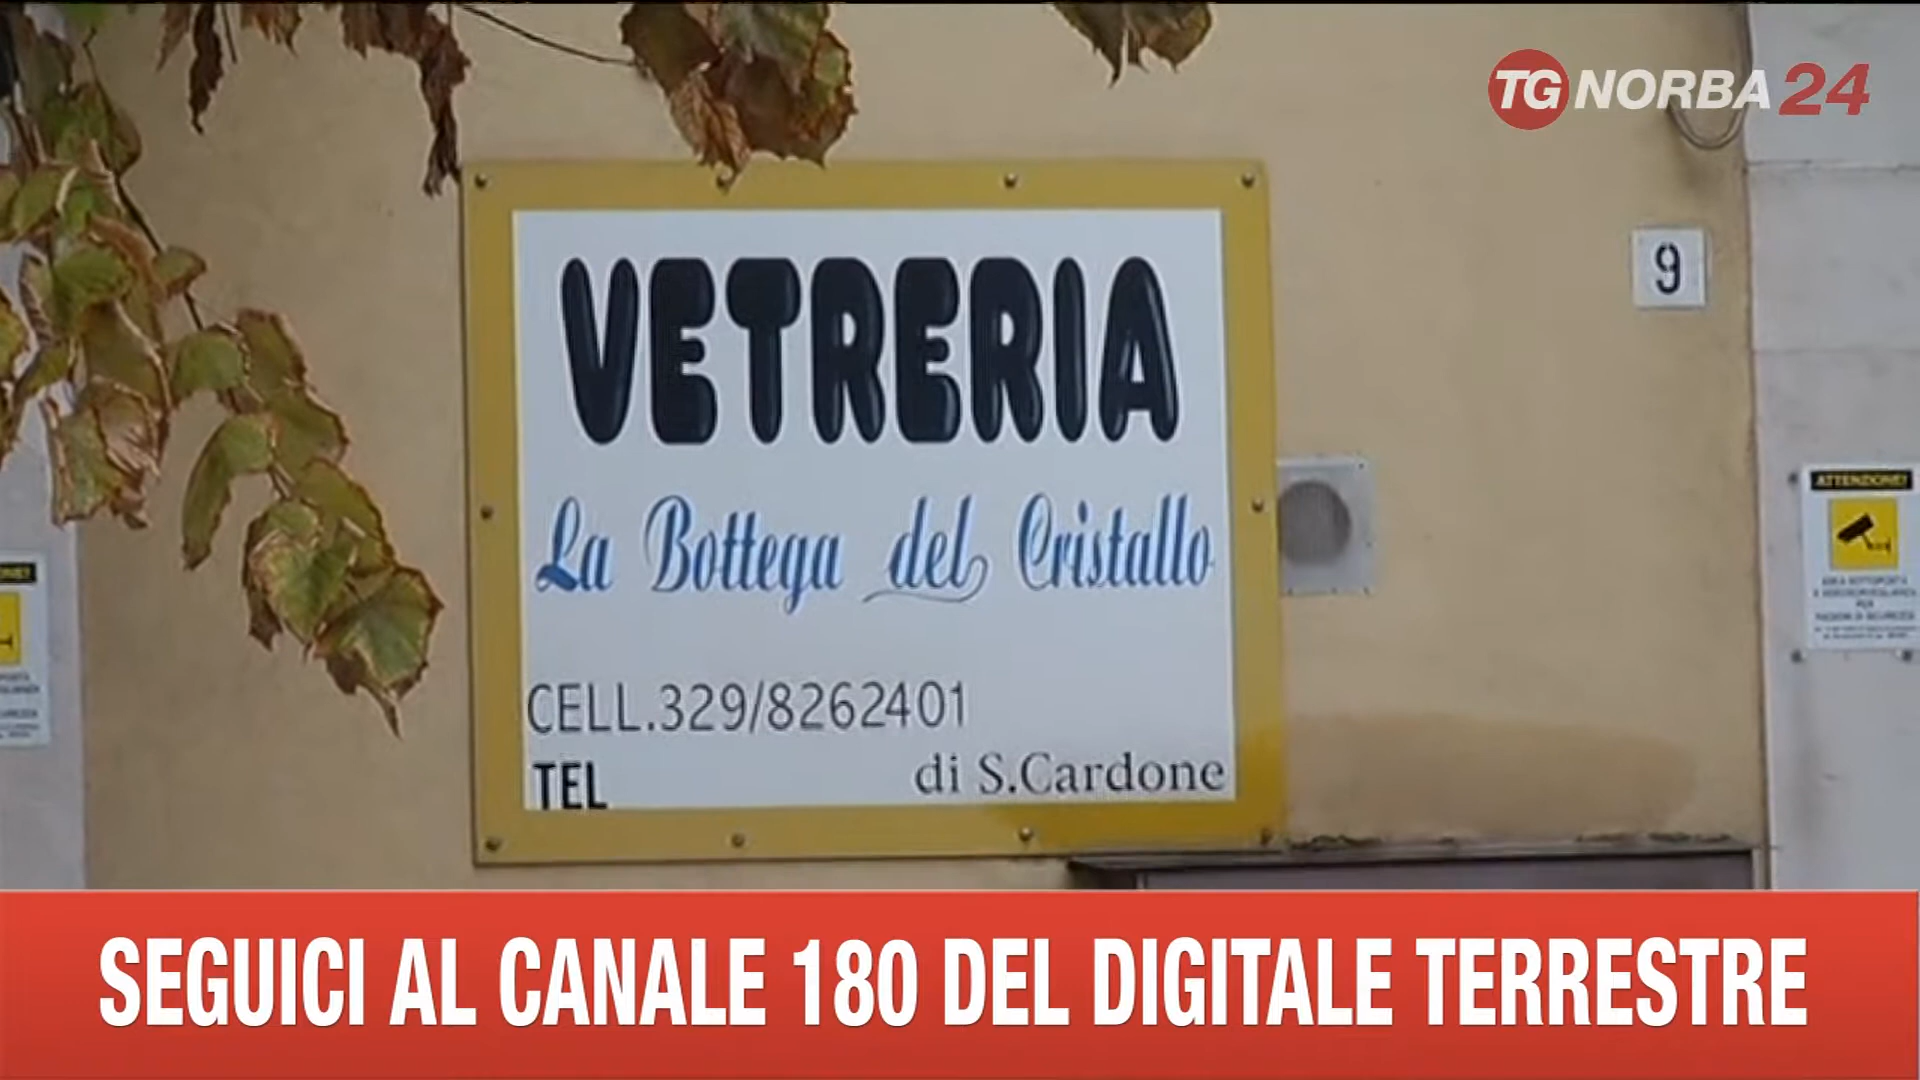 TG NORBA 24
9
VETRERIA
La Bottega del Cristallo
CELL.329/8262401
TEL
di S.Cardone
ATTENZIONE!
SEGUICI AL CANALE 180 DEL DIGITALE TERRESTRE